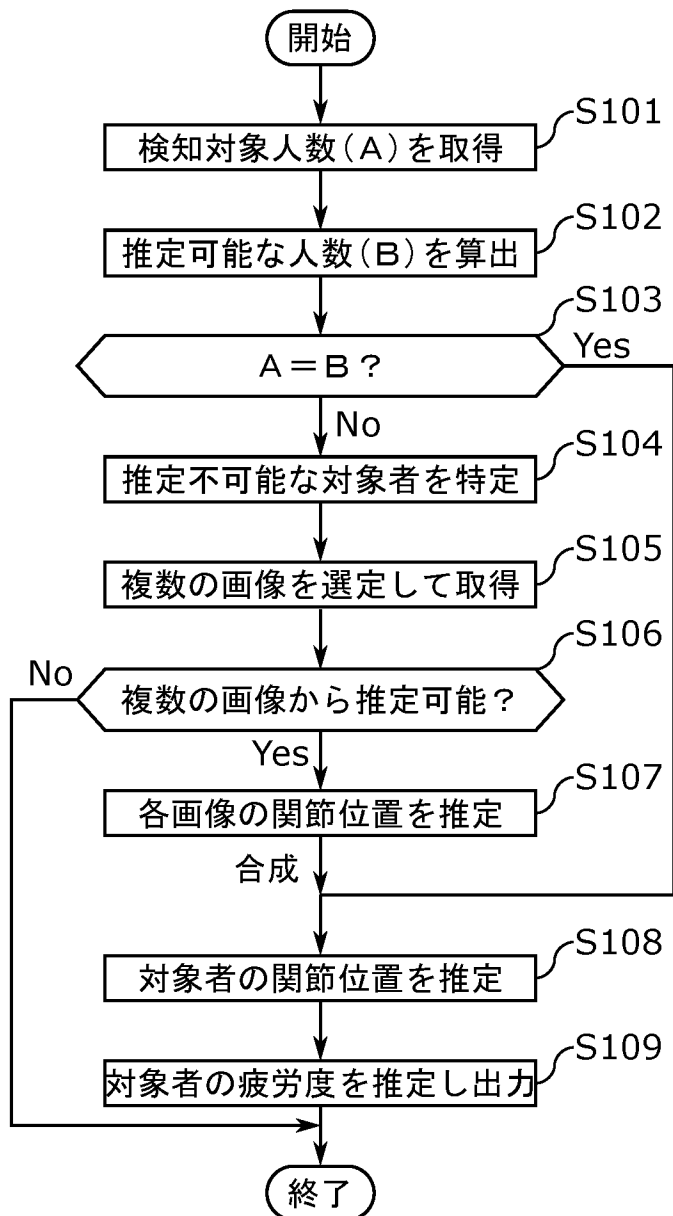 開始
S101
検知対象人数(A)を取得
S102
推定可能な人数(B)を算出
S103
A=B?
Yes
No
S104
推定不可能な対象者を特定
S105
複数の画像を選定して取得
S106
No
複数の画像から推定可能?
Yes
S107
各画像の関節位置を推定
合成
S108
対象者の関節位置を推定
S109
対象者の疲労度を推定し出力
終了